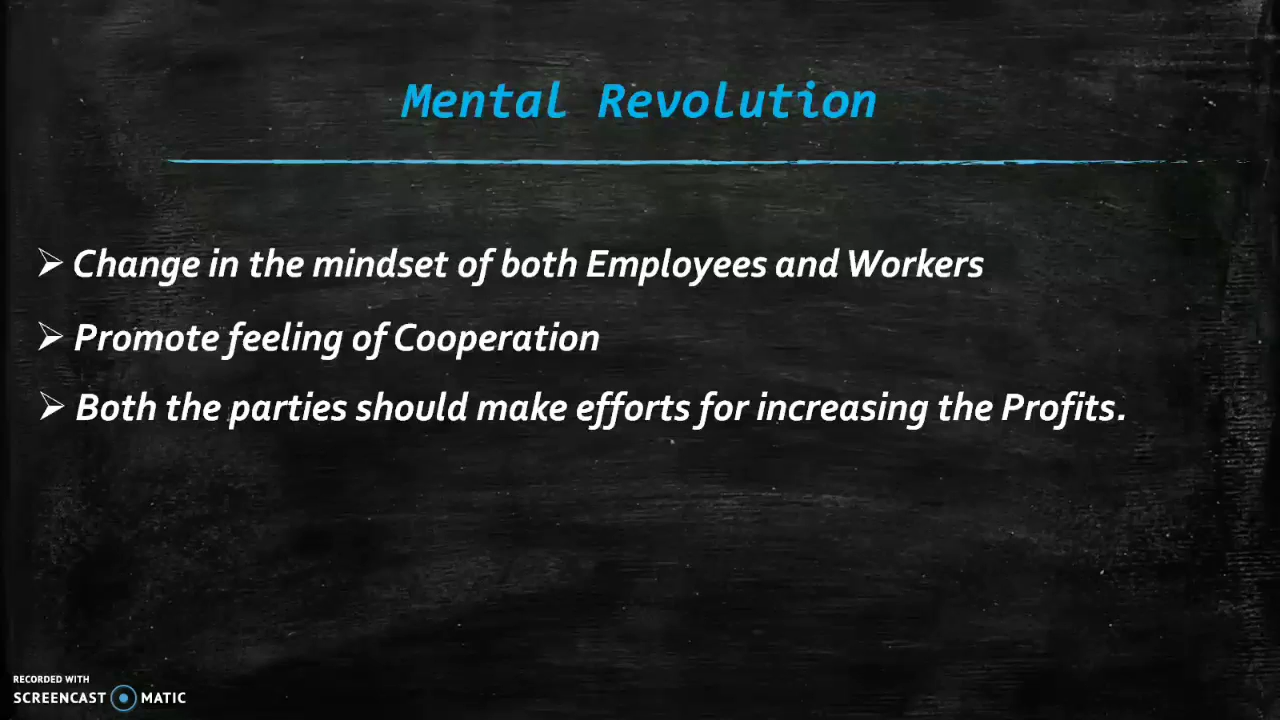 Mental Revolution
Change in the mindset of both Employees and Workers
Promote feeling of Cooperation
Both the parties should make efforts for increasing the Profits.
RECORDED WITH
SCREENCAST MATIC